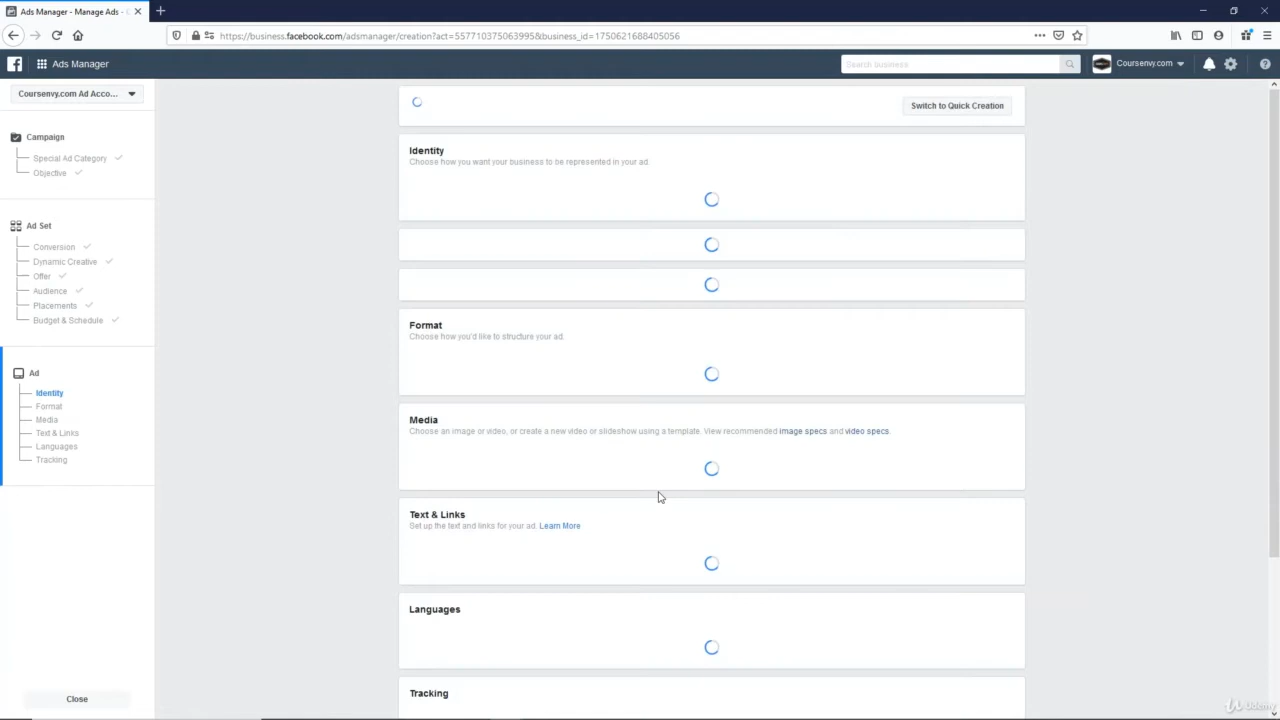 Ads Manager - Manage Ads -
https://business.facebook.com/adsmanager/creation?act=557710375063995&business_id=1750621688405056
Ads Manager
Search business
Coursenvy.com
Coursenvy.com Ad Acco...
Switch to Quick Creation
Campaign
Special Ad Category
Objective
Ad Set
Conversion
Dynamic Creative
Offer
Audience
Placements
Budget & Schedule
Ad
Identity
Format
Media
Text & Links
Languages
Tracking
Close
Identity
Choose how you want your business to be represented in your ad.
Format
Choose how you'd like to structure your ad.
Media
Choose an image or video, or create a new video or slideshow using a template. View recommended image specs and video specs.
Text & Links
Set up the text and links for your ad. Learn More
Languages
Tracking
Udemy